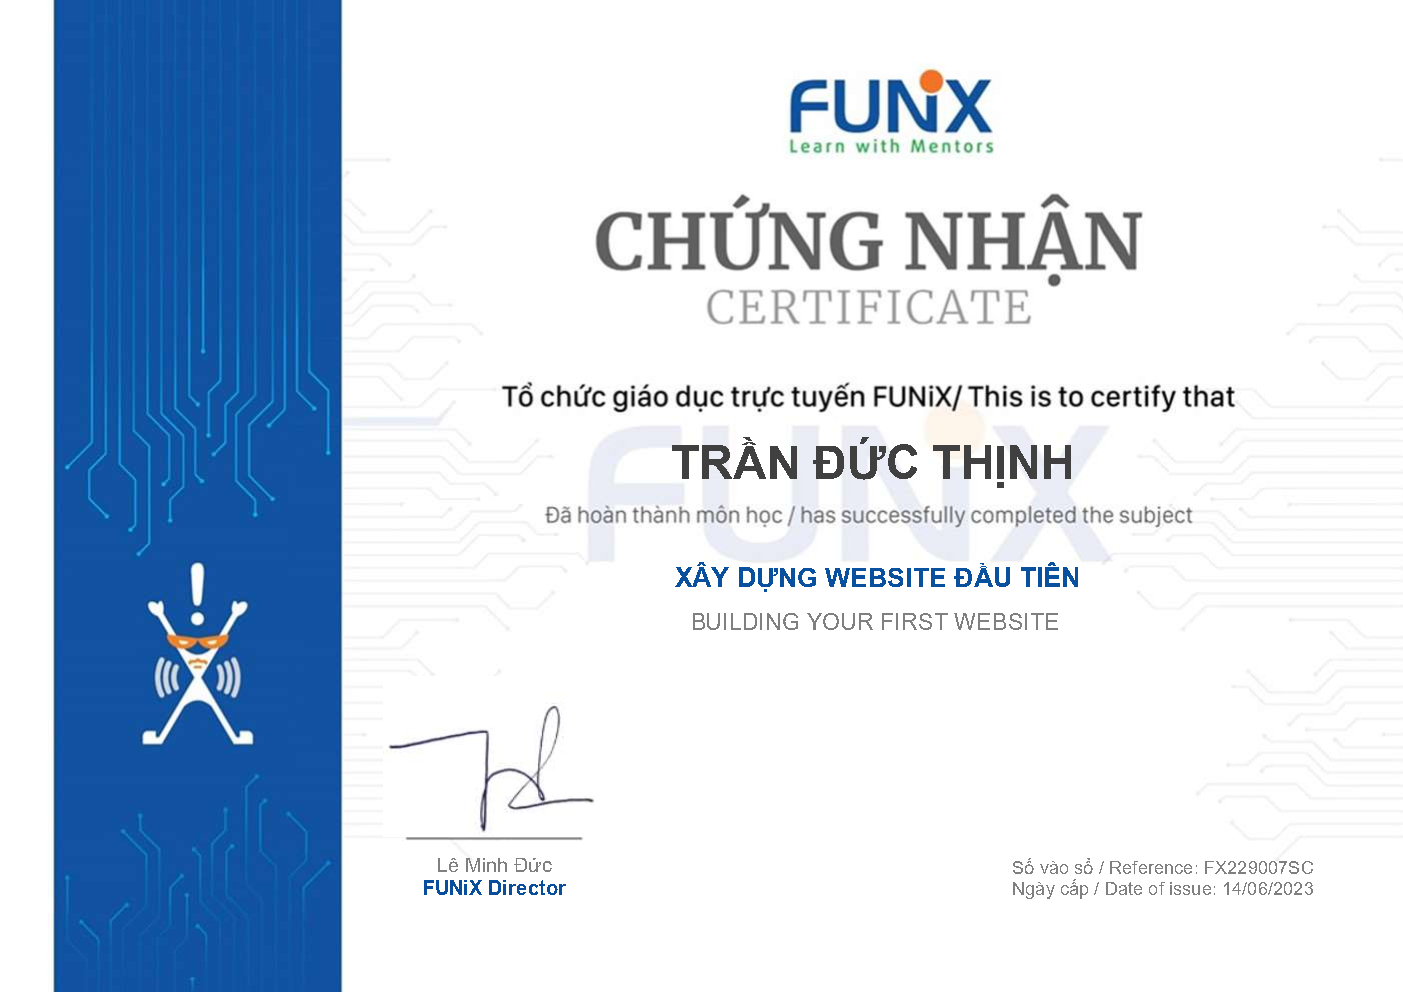 FUNiX
Learn with Mentors
CHỨNG NHẬN
CERTIFICATE
Tổ chức giáo dục trực tuyến FUNiX/ This is to certify that
TRẦN ĐỨC THỊNH
Đã hoàn thành môn học / has successfully completed the subject
XÂY DỰNG WEBSITE ĐẦU TIÊN
BUILDING YOUR FIRST WEBSITE
Lê Minh Đức
FUNiX Director
Số vào sổ / Reference: FX229007SC
Ngày cấp / Date of issue: 14/06/2023